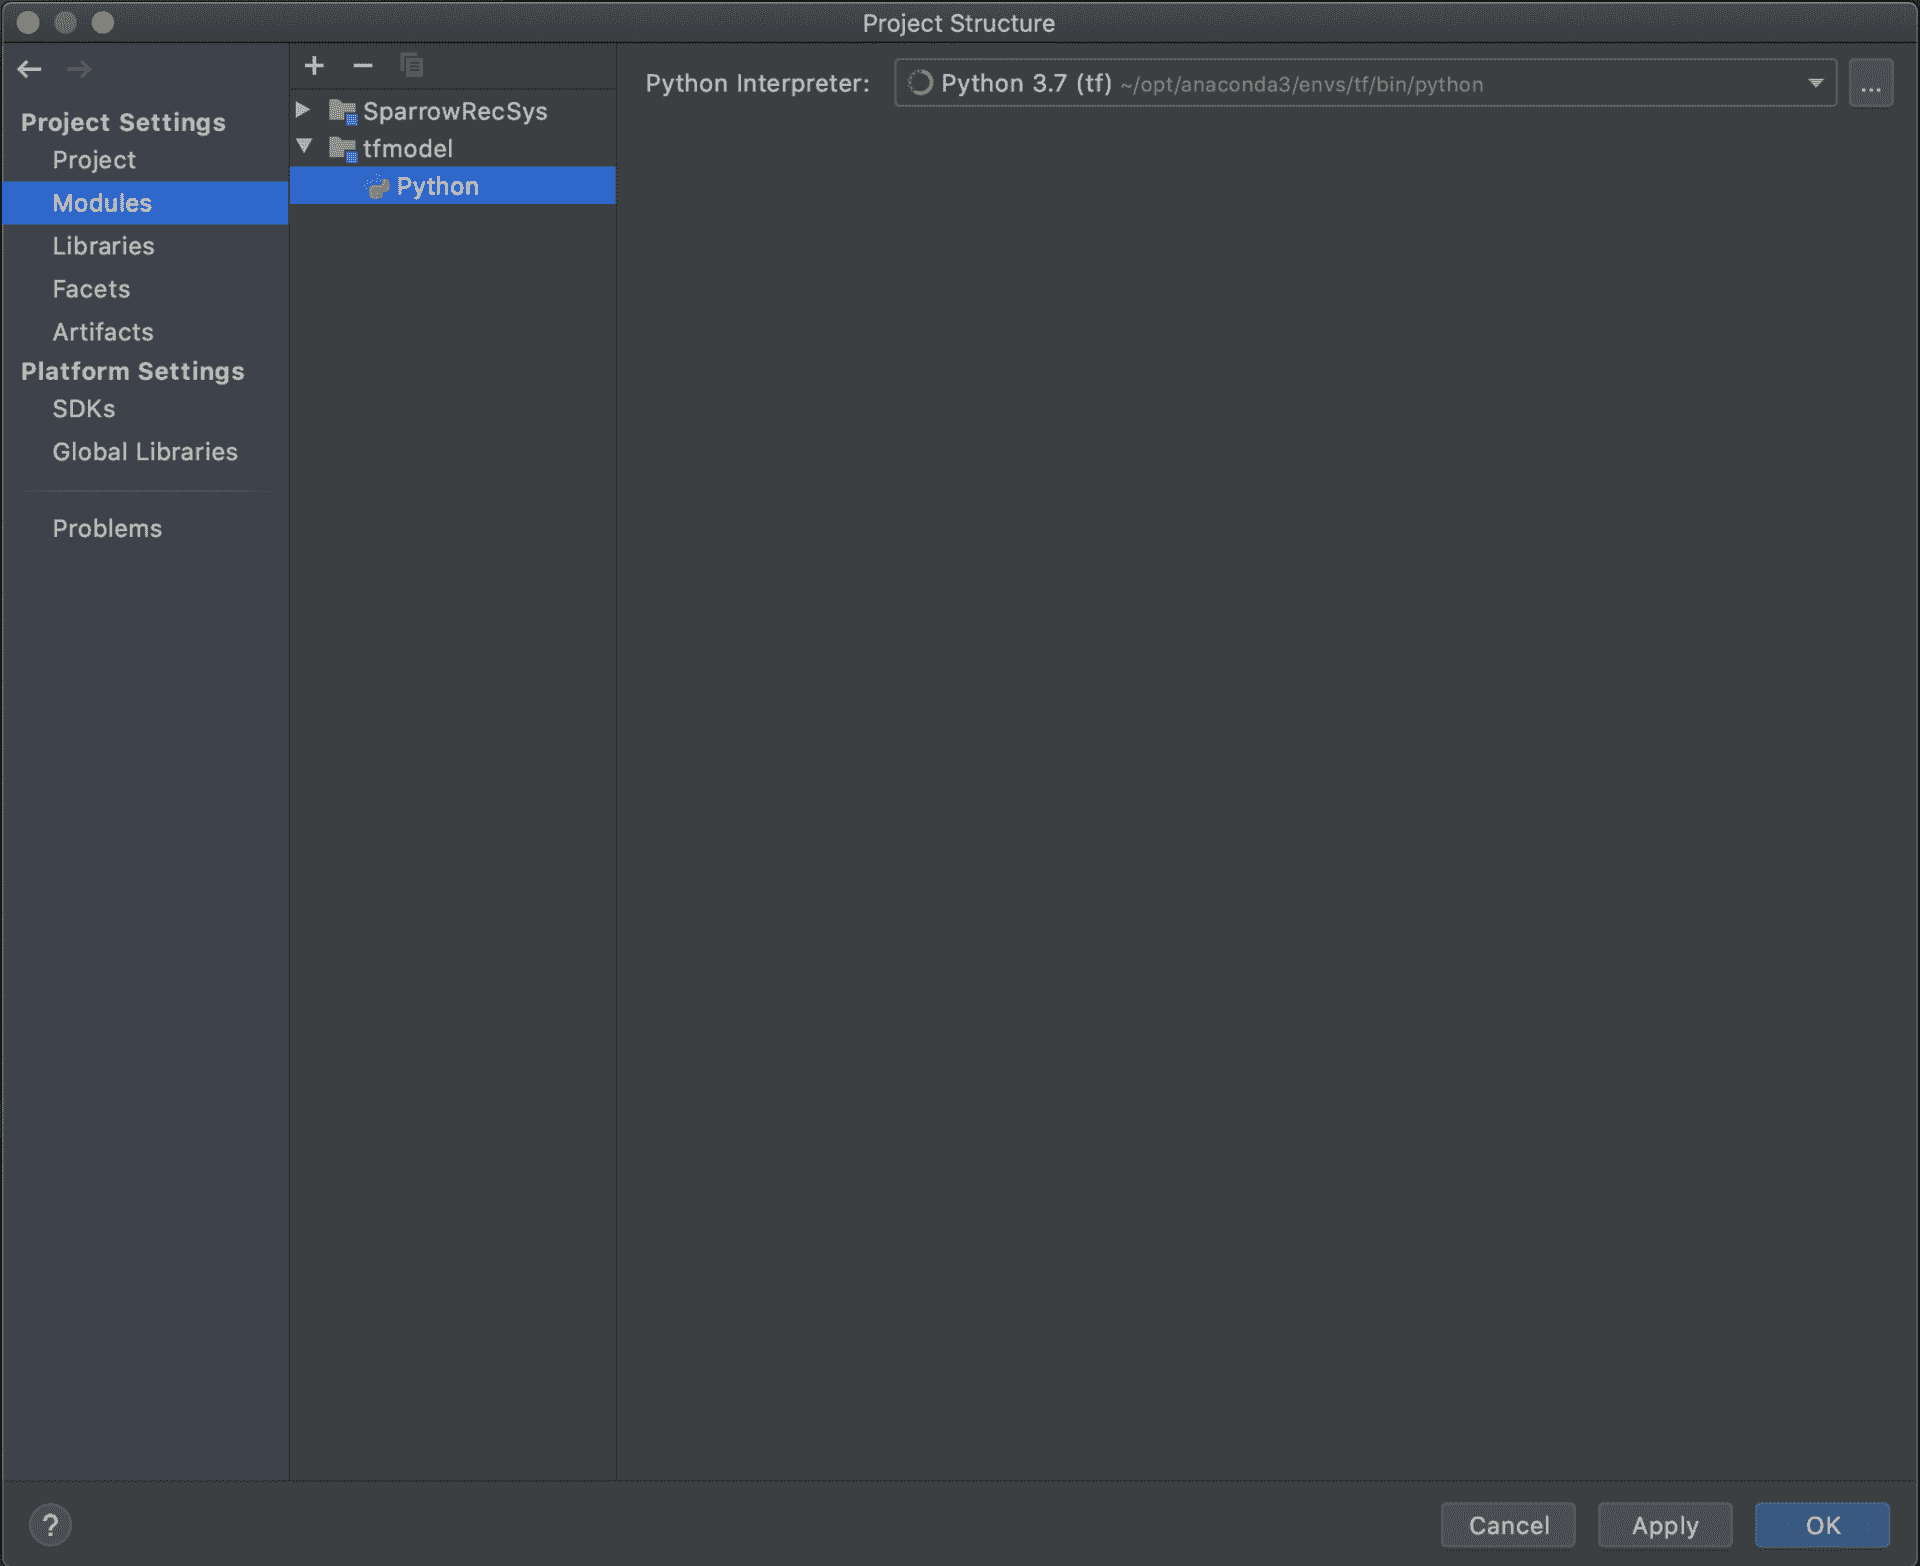 Project Structure
Project Settings
Project
Modules
Libraries
Facets
Artifacts
Platform Settings
SDKs
Global Libraries
Problems
SparrowRecSys
tfmodel
Python
Python Interpreter: Python 3.7 (tf) ~/opt/anaconda3/envs/tf/bin/python ...
? Cancel Apply OK